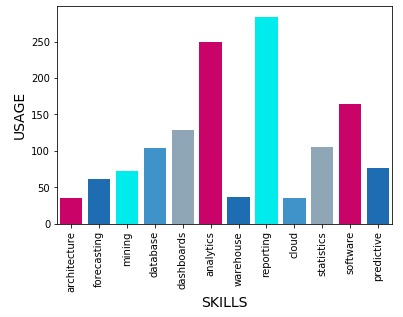 USAGE
250
200
150
100
50
0
architecture
forecasting
mining
database
dashboards
analytics
warehouse
reporting
cloud
statistics
software
predictive
SKILLS